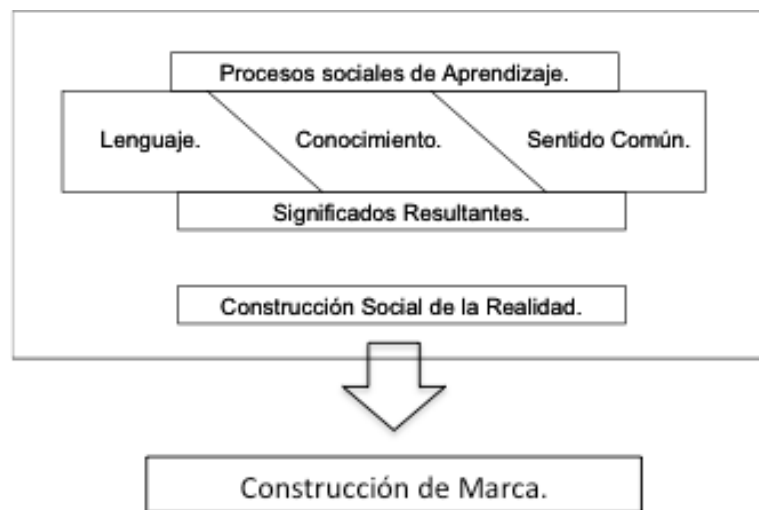 Procesos sociales de Aprendizaje.
Lenguaje.
Conocimiento.
Sentido Común.
Significados Resultantes.
Construcción Social de la Realidad.
Construcción de Marca.